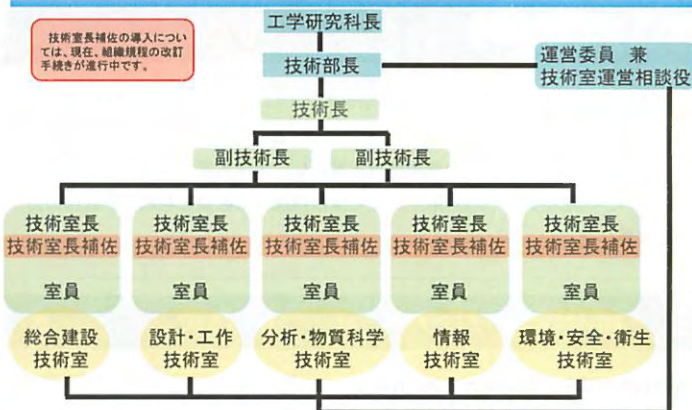 技術室長補佐の導入につい
ては、現在、組織規程の改訂
手続きが進行中です。
工学研究科長
技術部長
運営委員 兼
技術室運営相談役
技術長
副技術長
副技術長
技術室長
技術室長補佐
室員
総合建設
技術室
技術室長
技術室長補佐
室員
設計・工作
技術室
技術室長
技術室長補佐
室員
分析・物質科学
技術室
技術室長
技術室長補佐
室員
情報
技術室
技術室長
技術室長補佐
室員
環境・安全・衛生
技術室